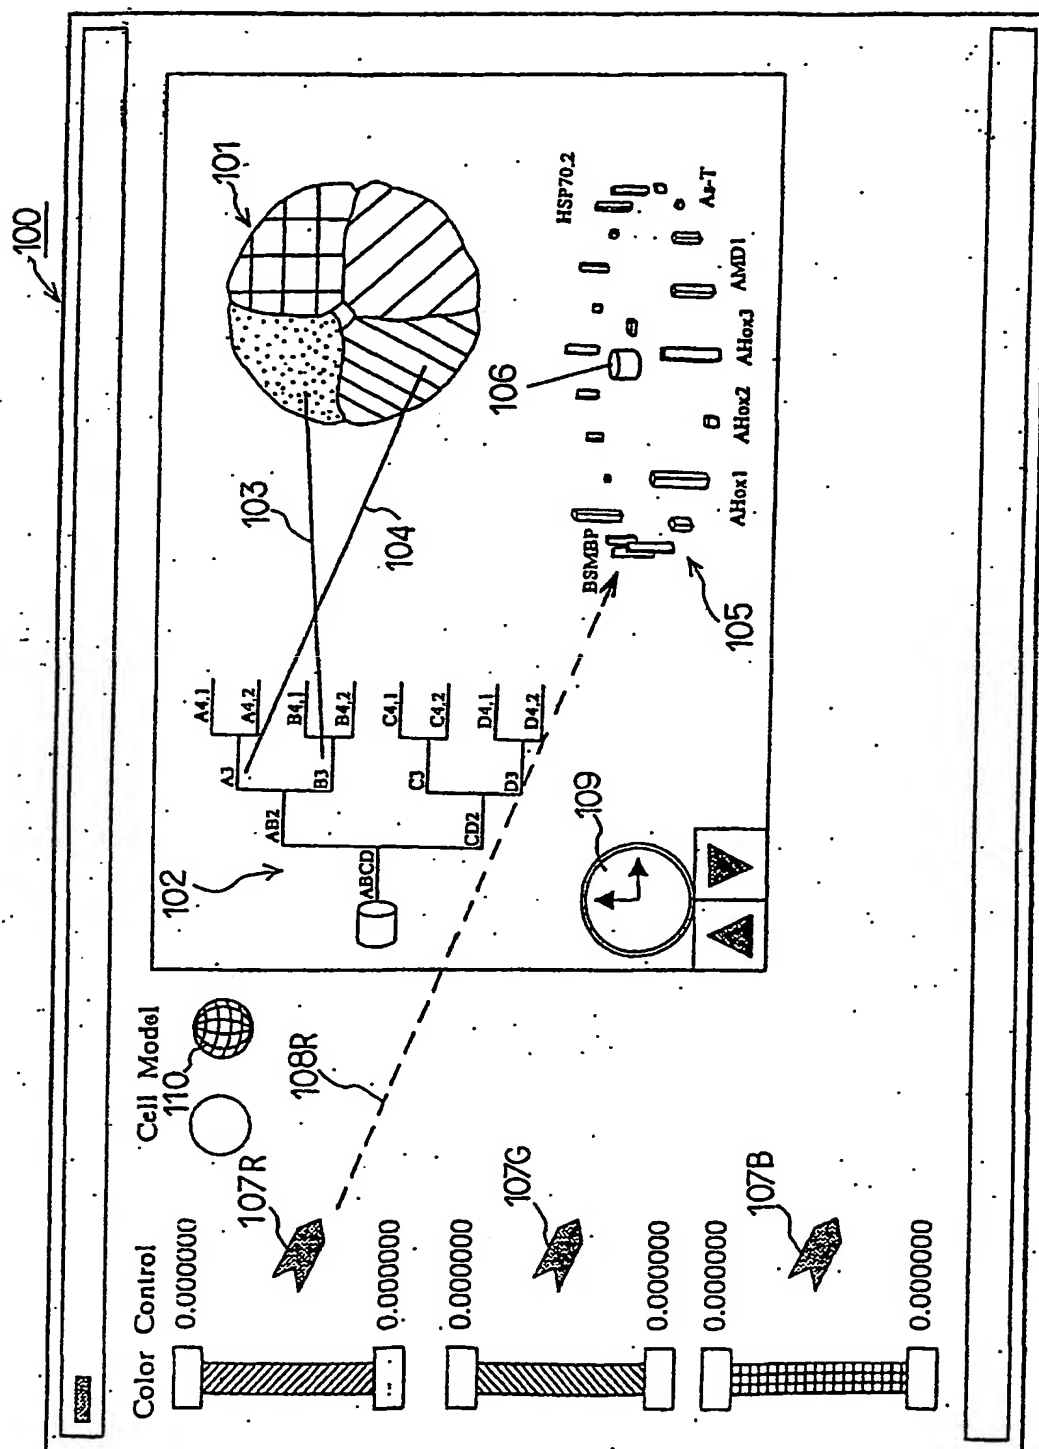 100
Color Control
Cell Model
0.000000
0.000000
107R
110
108R
0.000000
0.000000
107G
0.000000
0.000000
107B
102
ABCD
AB2
CD2
A3
B3
C3
D3
A4,1
A4,2
B4,1
B4,2
C4,1
C4,2
D4,1
D4,2
103
104
101
109
106
105
BSMBP
HSP70,2
AHox1
AHox2
AHox3
AMD1
As-T